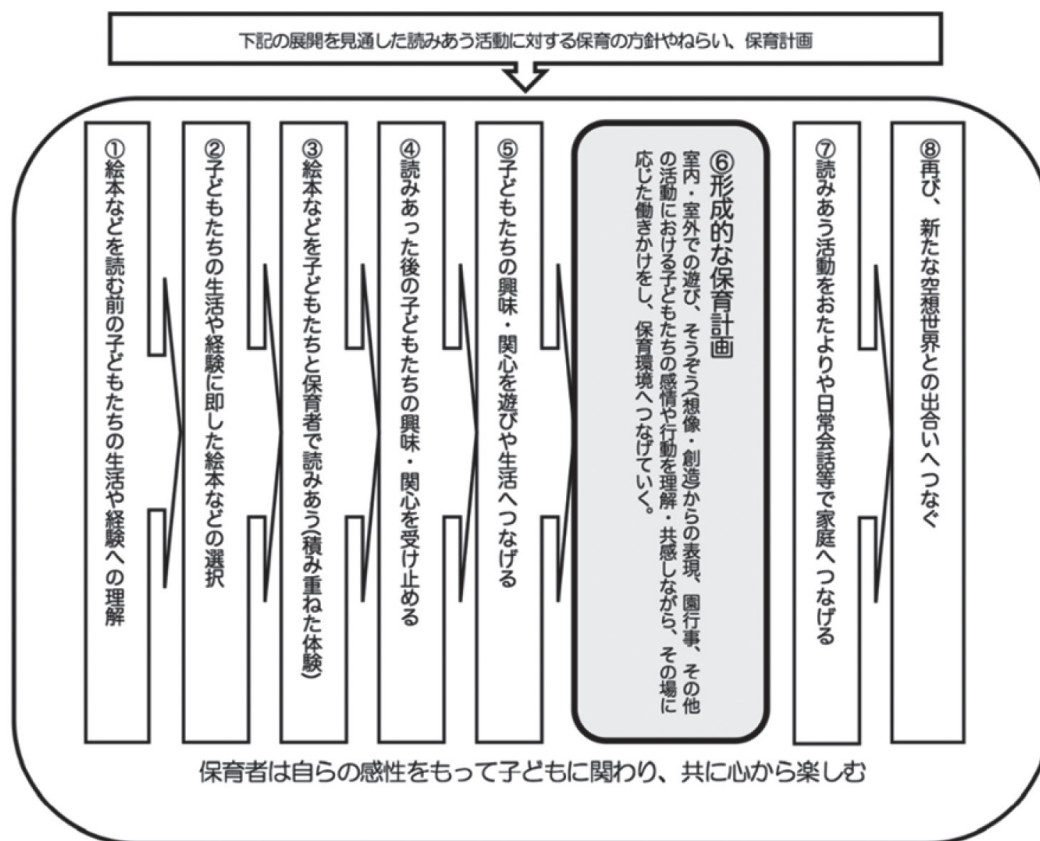 下記の展開を見通した読みあう活動に対する保育の方針やねらい、保育計画
①絵本などを読む前の子どもたちの生活や経験への理解
②子どもたちの生活や経験に即した絵本などの選択
③絵本などを子どもたちと保育者で読みあう(積み重ねた体験)
④読みあった後の子どもたちの興味・関心を受け止める
⑤子どもたちの興味・関心を遊びや生活へつなげる
⑥形成的な保育計画
室内・室外での遊び、そうぞう(想像・創造)からの表現、園行事、その他
の活動における子どもたちの感情や行動を理解・共感しながら、その場に
応じた働きかけをし、保育環境へつなげていく。
⑦読みあう活動をおたよりや日常会話等で家庭へつなげる
⑧再び、新たな空想世界との出合いへつなぐ
保育者は自らの感性をもって子どもに関わり、共に心から楽しむ